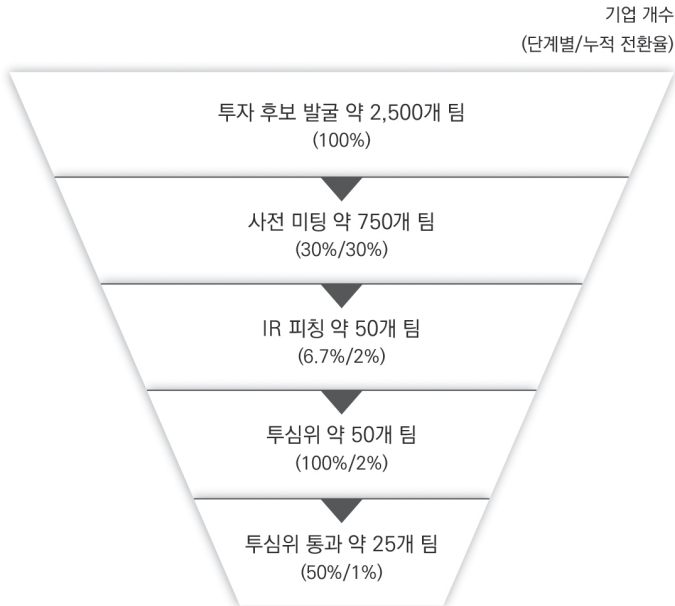 기업 개수
(단계별/누적 전환율)
투자 후보 발굴 약 2,500개 팀
(100%)
사전 미팅 약 750개 팀
(30%/30%)
IR 피칭 약 50개 팀
(6.7%/2%)
투심위 약 50개 팀
(100%/2%)
투심위 통과 약 25개 팀
(50%/1%)